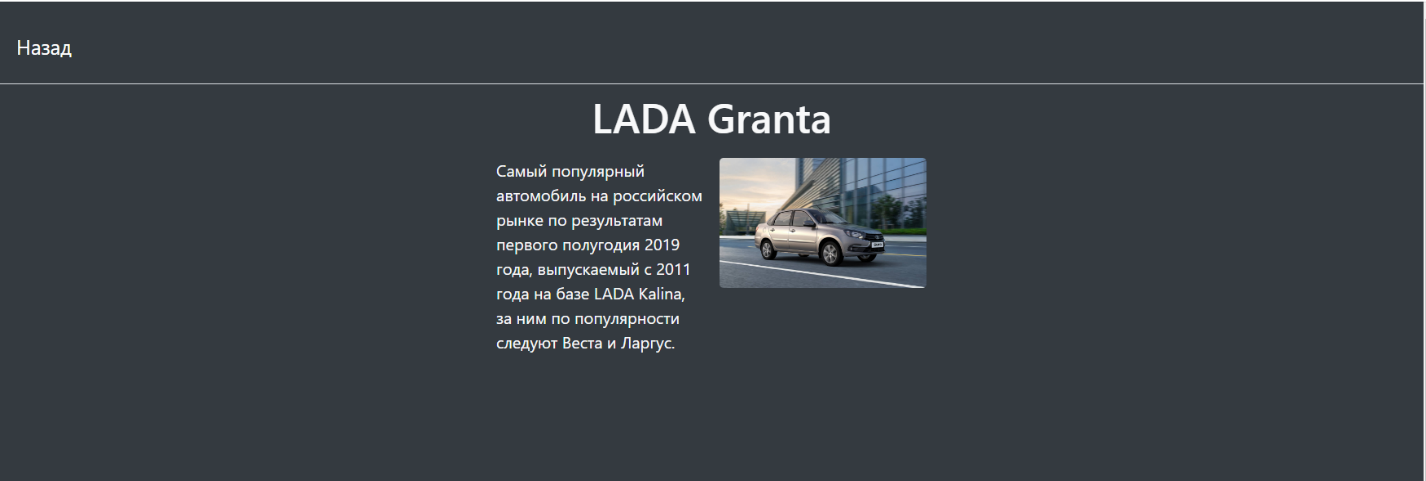 Назад
LADA Granta
Самый популярный
автомобиль на российском
рынке по результатам
первого полугодия 2019
года, выпускаемый с 2011
года на базе LADA Kalina,
за ним по популярности
следуют Веста и Ларгус.